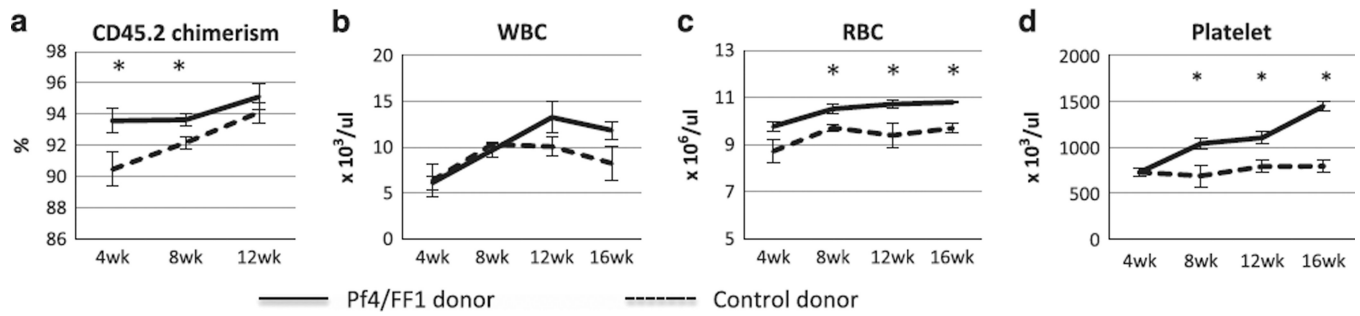 a CD45.2 chimerism
98
96
94
92
90
88
86
%
* *
4wk 8wk 12wk
b WBC
20
15
10
5
0
x 10³/ul
4wk 8wk 12wk 16wk
c RBC
13
11
9
7
5
x 10⁶/ul
* * *
4wk 8wk 12wk 16wk
d Platelet
2000
1500
1000
500
0
x 10³/ul
* * *
4wk 8wk 12wk 16wk
Pf4/FF1 donor Control donor